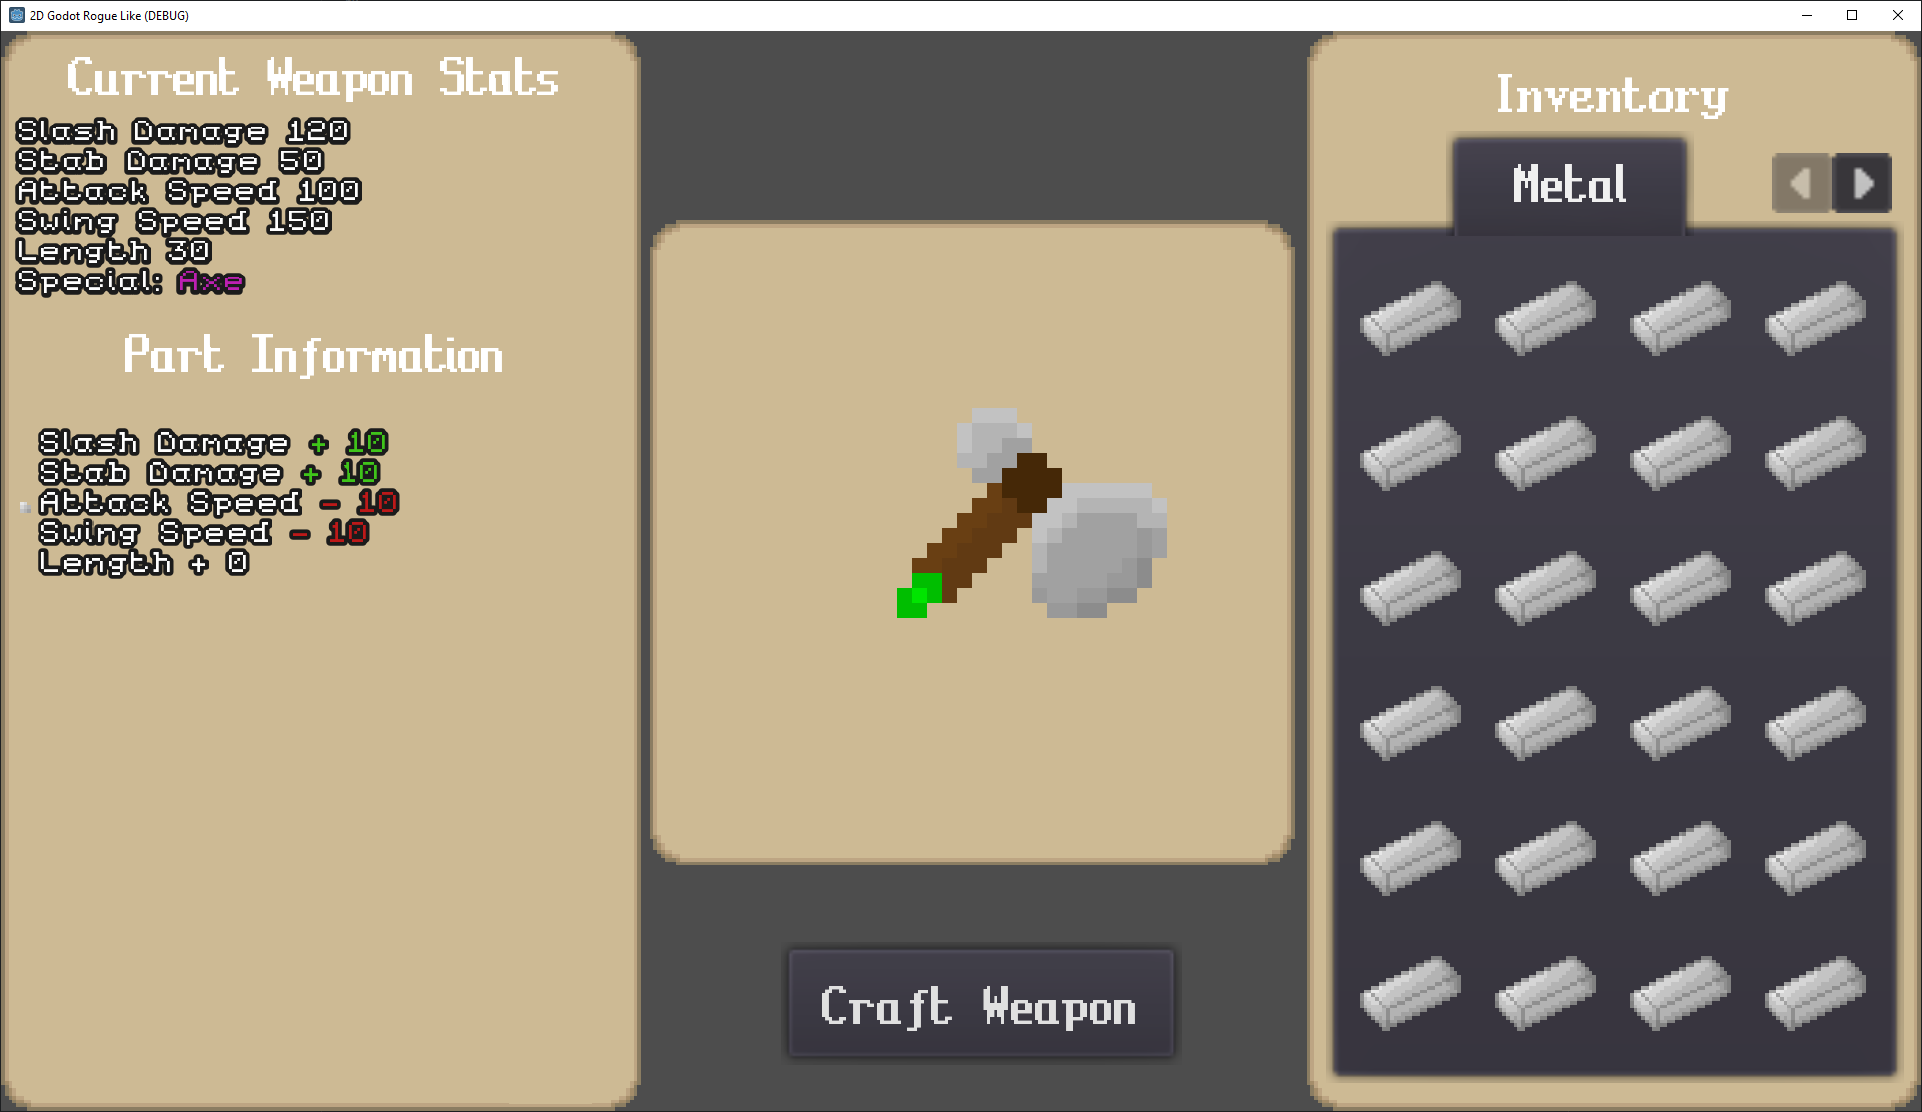 2D Godot Rogue Like (DEBUG)
Current Weapon Stats
Slash Damage 120
Stab Damage 50
Attack Speed 100
Swing Speed 150
Length 30
Special: Axe
Part Information
Slash Damage + 10
Stab Damage + 10
Attack Speed - 10
Swing Speed - 10
Length + 0
Craft Weapon
Inventory
Metal